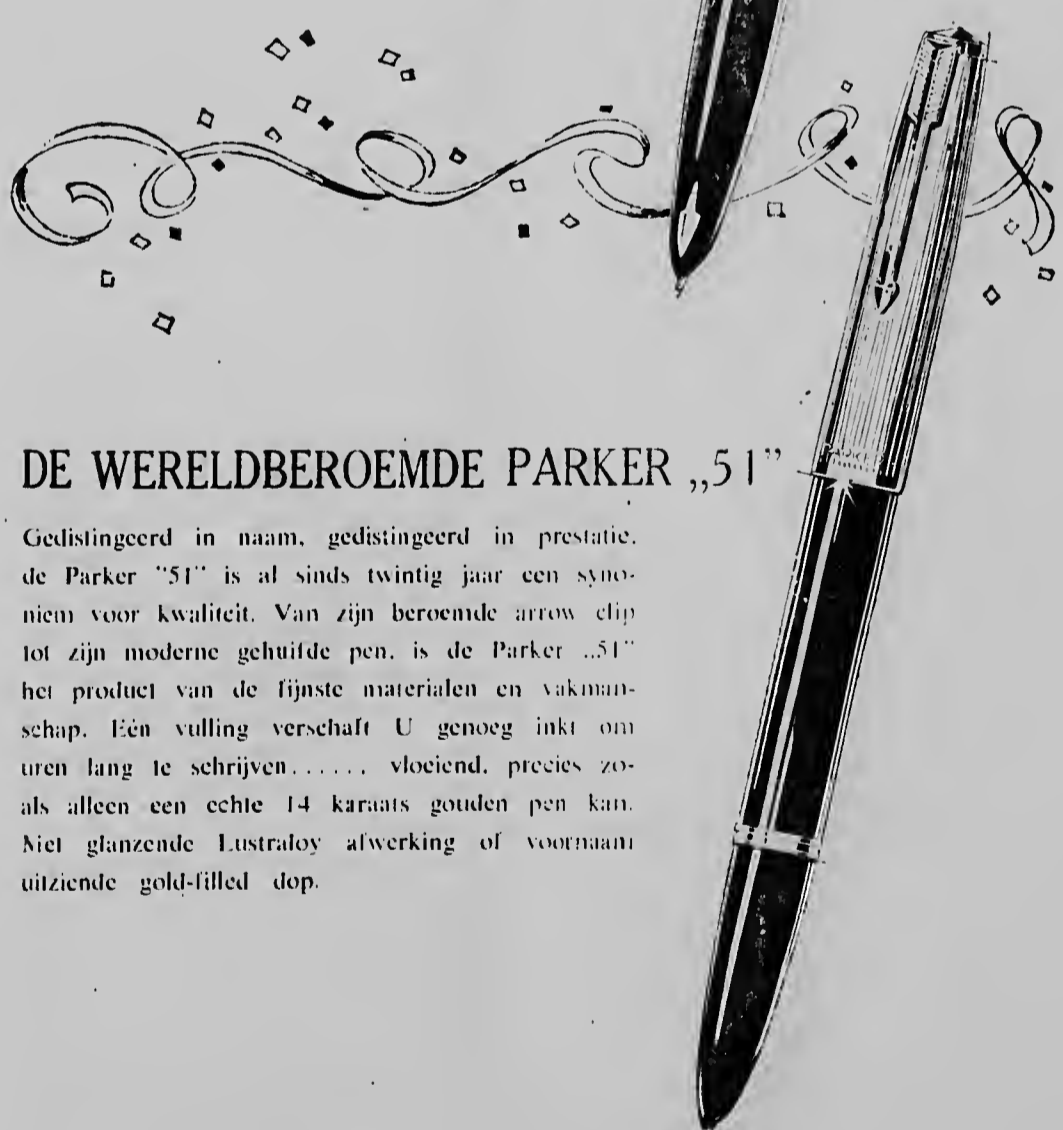 DE WERELDBEROEMDE PARKER „51”
Gedistingeerd in naam, gedistingeerd in prestatie.
de Parker "51" is al sinds twintig jaar een syno-
niem voor kwaliteit. Van zijn beroemde arrow clip
tot zijn moderne gehuifde pen, is de Parker „51"
het product van de fijnste materialen en vakman-
schap. Eén vulling verschaft U genoeg inkt om
uren lang te schrijven...... vloeiend, precies zo-
als alleen een echte 14 karaats gouden pen kan.
Met glanzende Lustraloy afwerking of voornaam
uitziende gold-filled dop.
PARKER